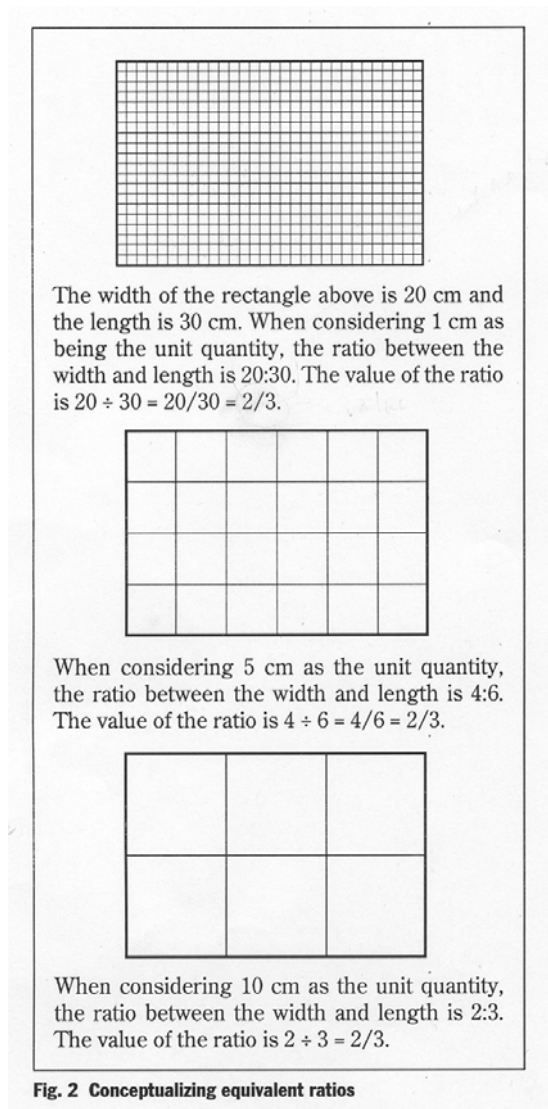 The width of the rectangle above is 20 cm and
the length is 30 cm. When considering 1 cm as
being the unit quantity, the ratio between the
width and length is 20:30. The value of the ratio
is 20 ÷ 30 = 20/30 = 2/3.
When considering 5 cm as the unit quantity,
the ratio between the width and length is 4:6.
The value of the ratio is 4 ÷ 6 = 4/6 = 2/3.
When considering 10 cm as the unit quantity,
the ratio between the width and length is 2:3.
The value of the ratio is 2 ÷ 3 = 2/3.
Fig. 2 Conceptualizing equivalent ratios